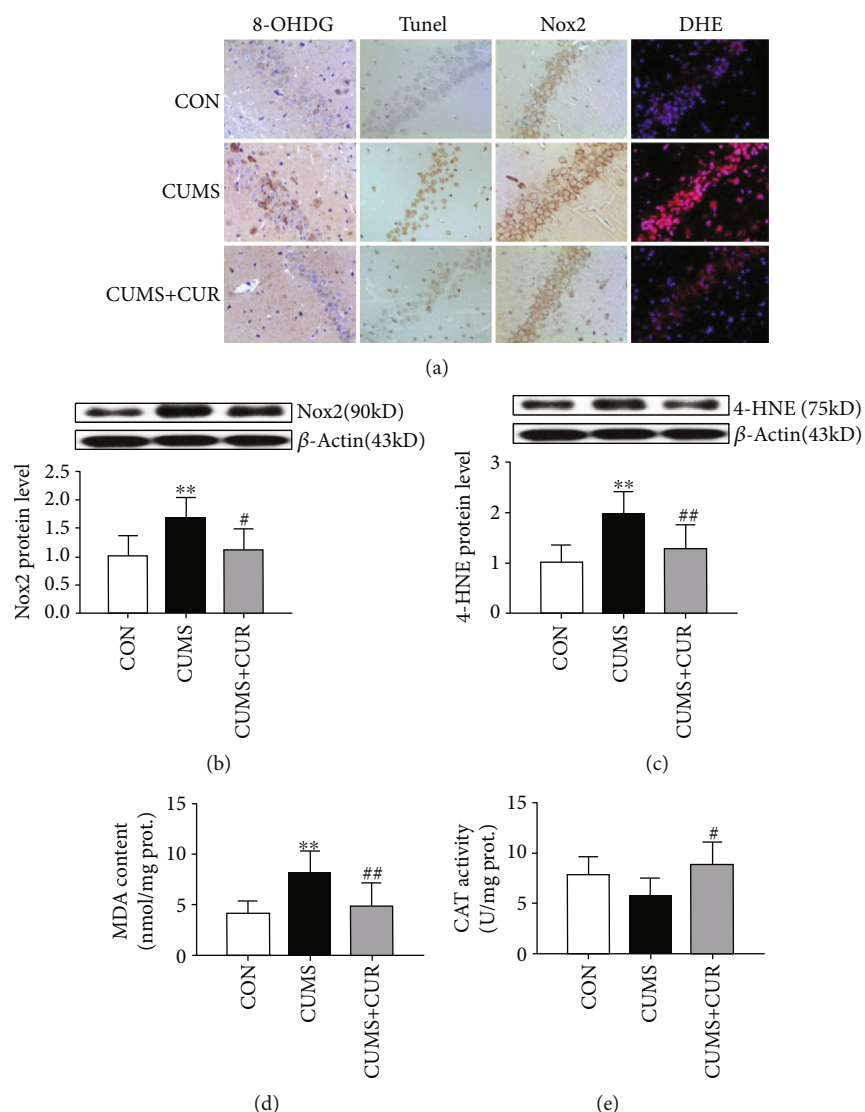 8-OHDG Tunel Nox2 DHE
CON
CUMS
CUMS+CUR
(a)
Nox2(90kD)
β-Actin(43kD)
2.5
2.0
1.5
1.0
0.5
0.0
Nox2 protein level
**
#
CON
CUMS
CUMS+CUR
(b)
4-HNE (75kD)
β-Actin(43kD)
3
2
1
0
4-HNE protein level
**
##
CON
CUMS
CUMS+CUR
(c)
15
10
5
0
MDA content
(nmol/mg prot.)
**
##
CON
CUMS
CUMS+CUR
(d)
15
10
5
0
CAT activity
(U/mg prot.)
#
CON
CUMS
CUMS+CUR
(e)